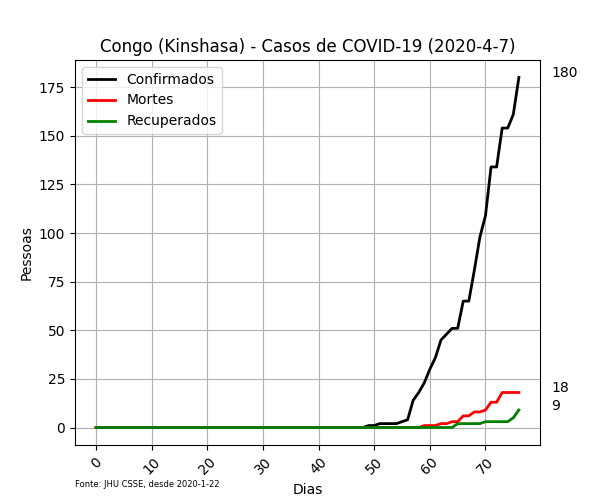 Congo (Kinshasa) - Casos de COVID-19 (2020-4-7)
Confirmados
Mortes
Recuperados
180
18
9
175
150
125
100
75
50
25
0
Pessoas
0 10 20 30 40 50 60 70
Fonte: JHU CSSE, desde 2020-1-22
Dias